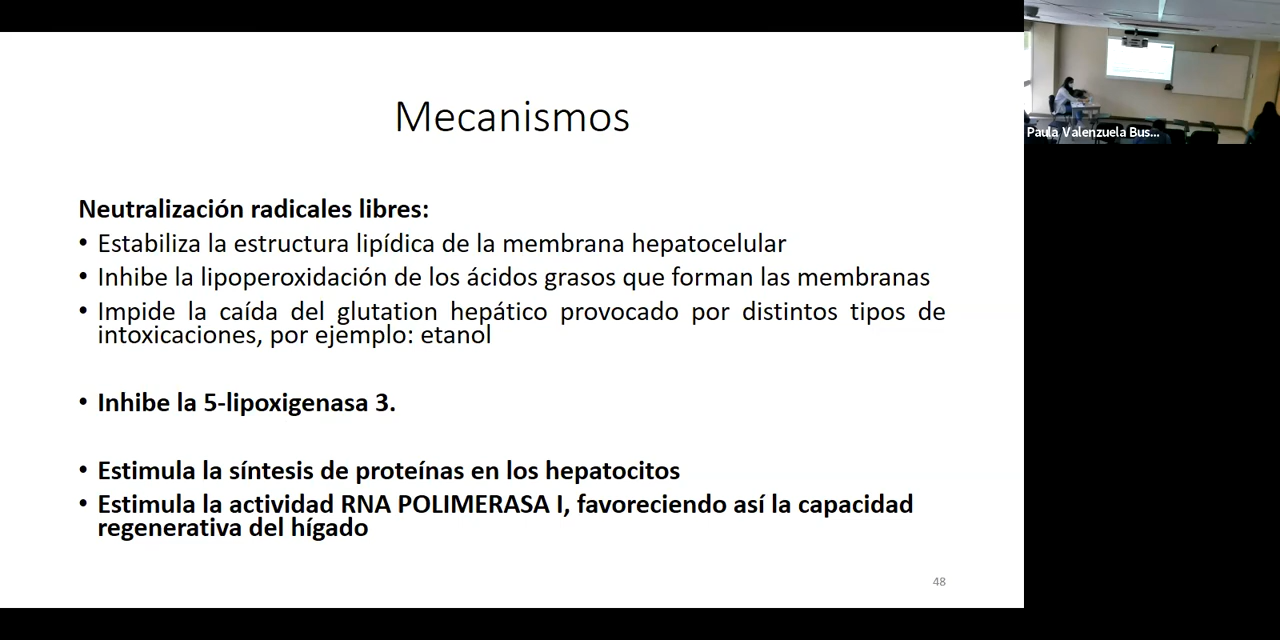 Mecanismos
Neutralización radicales libres:
• Estabiliza la estructura lipídica de la membrana hepatocelular
• Inhibe la lipoperoxidación de los ácidos grasos que forman las membranas
• Impide la caída del glutation hepático provocado por distintos tipos de
intoxicaciones, por ejemplo: etanol
• Inhibe la 5-lipoxigenasa 3.
• Estimula la síntesis de proteínas en los hepatocitos
• Estimula la actividad RNA POLIMERASA I, favoreciendo así la capacidad
regenerativa del hígado
48
Paula Valenzuela Bus...